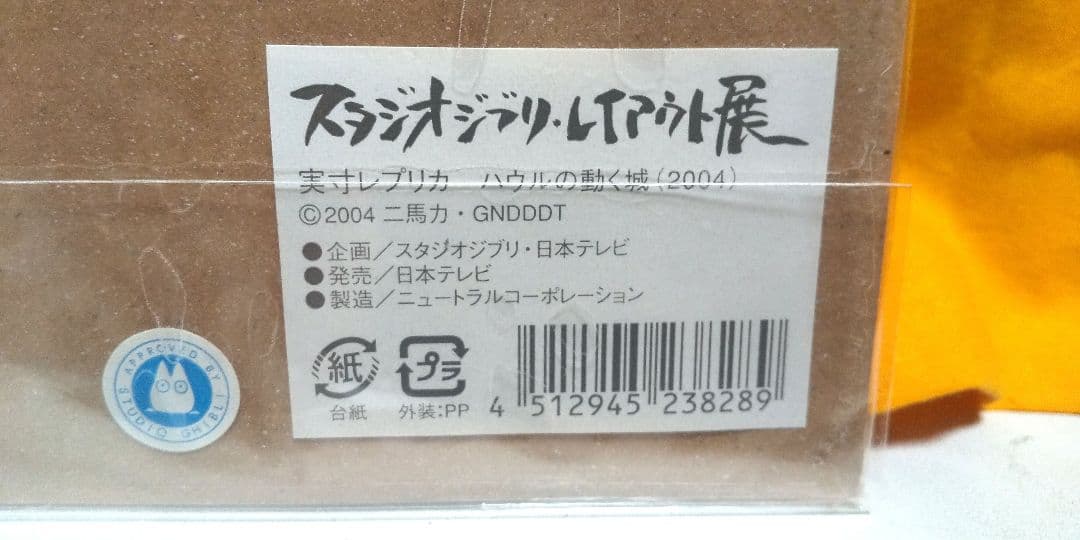 スタジオジブリ・レイアウト展
実寸レプリカ ハウルの動く城(2004)
©2004 二馬力・GNDDDT
●企画/スタジオジブリ・日本テレビ
●発売/日本テレビ
●製造/ニュートラルコーポレーション
紙
台紙
プラ
外装:PP
4 512945 238289
APPROVED BY
STUDIO GHIBLI